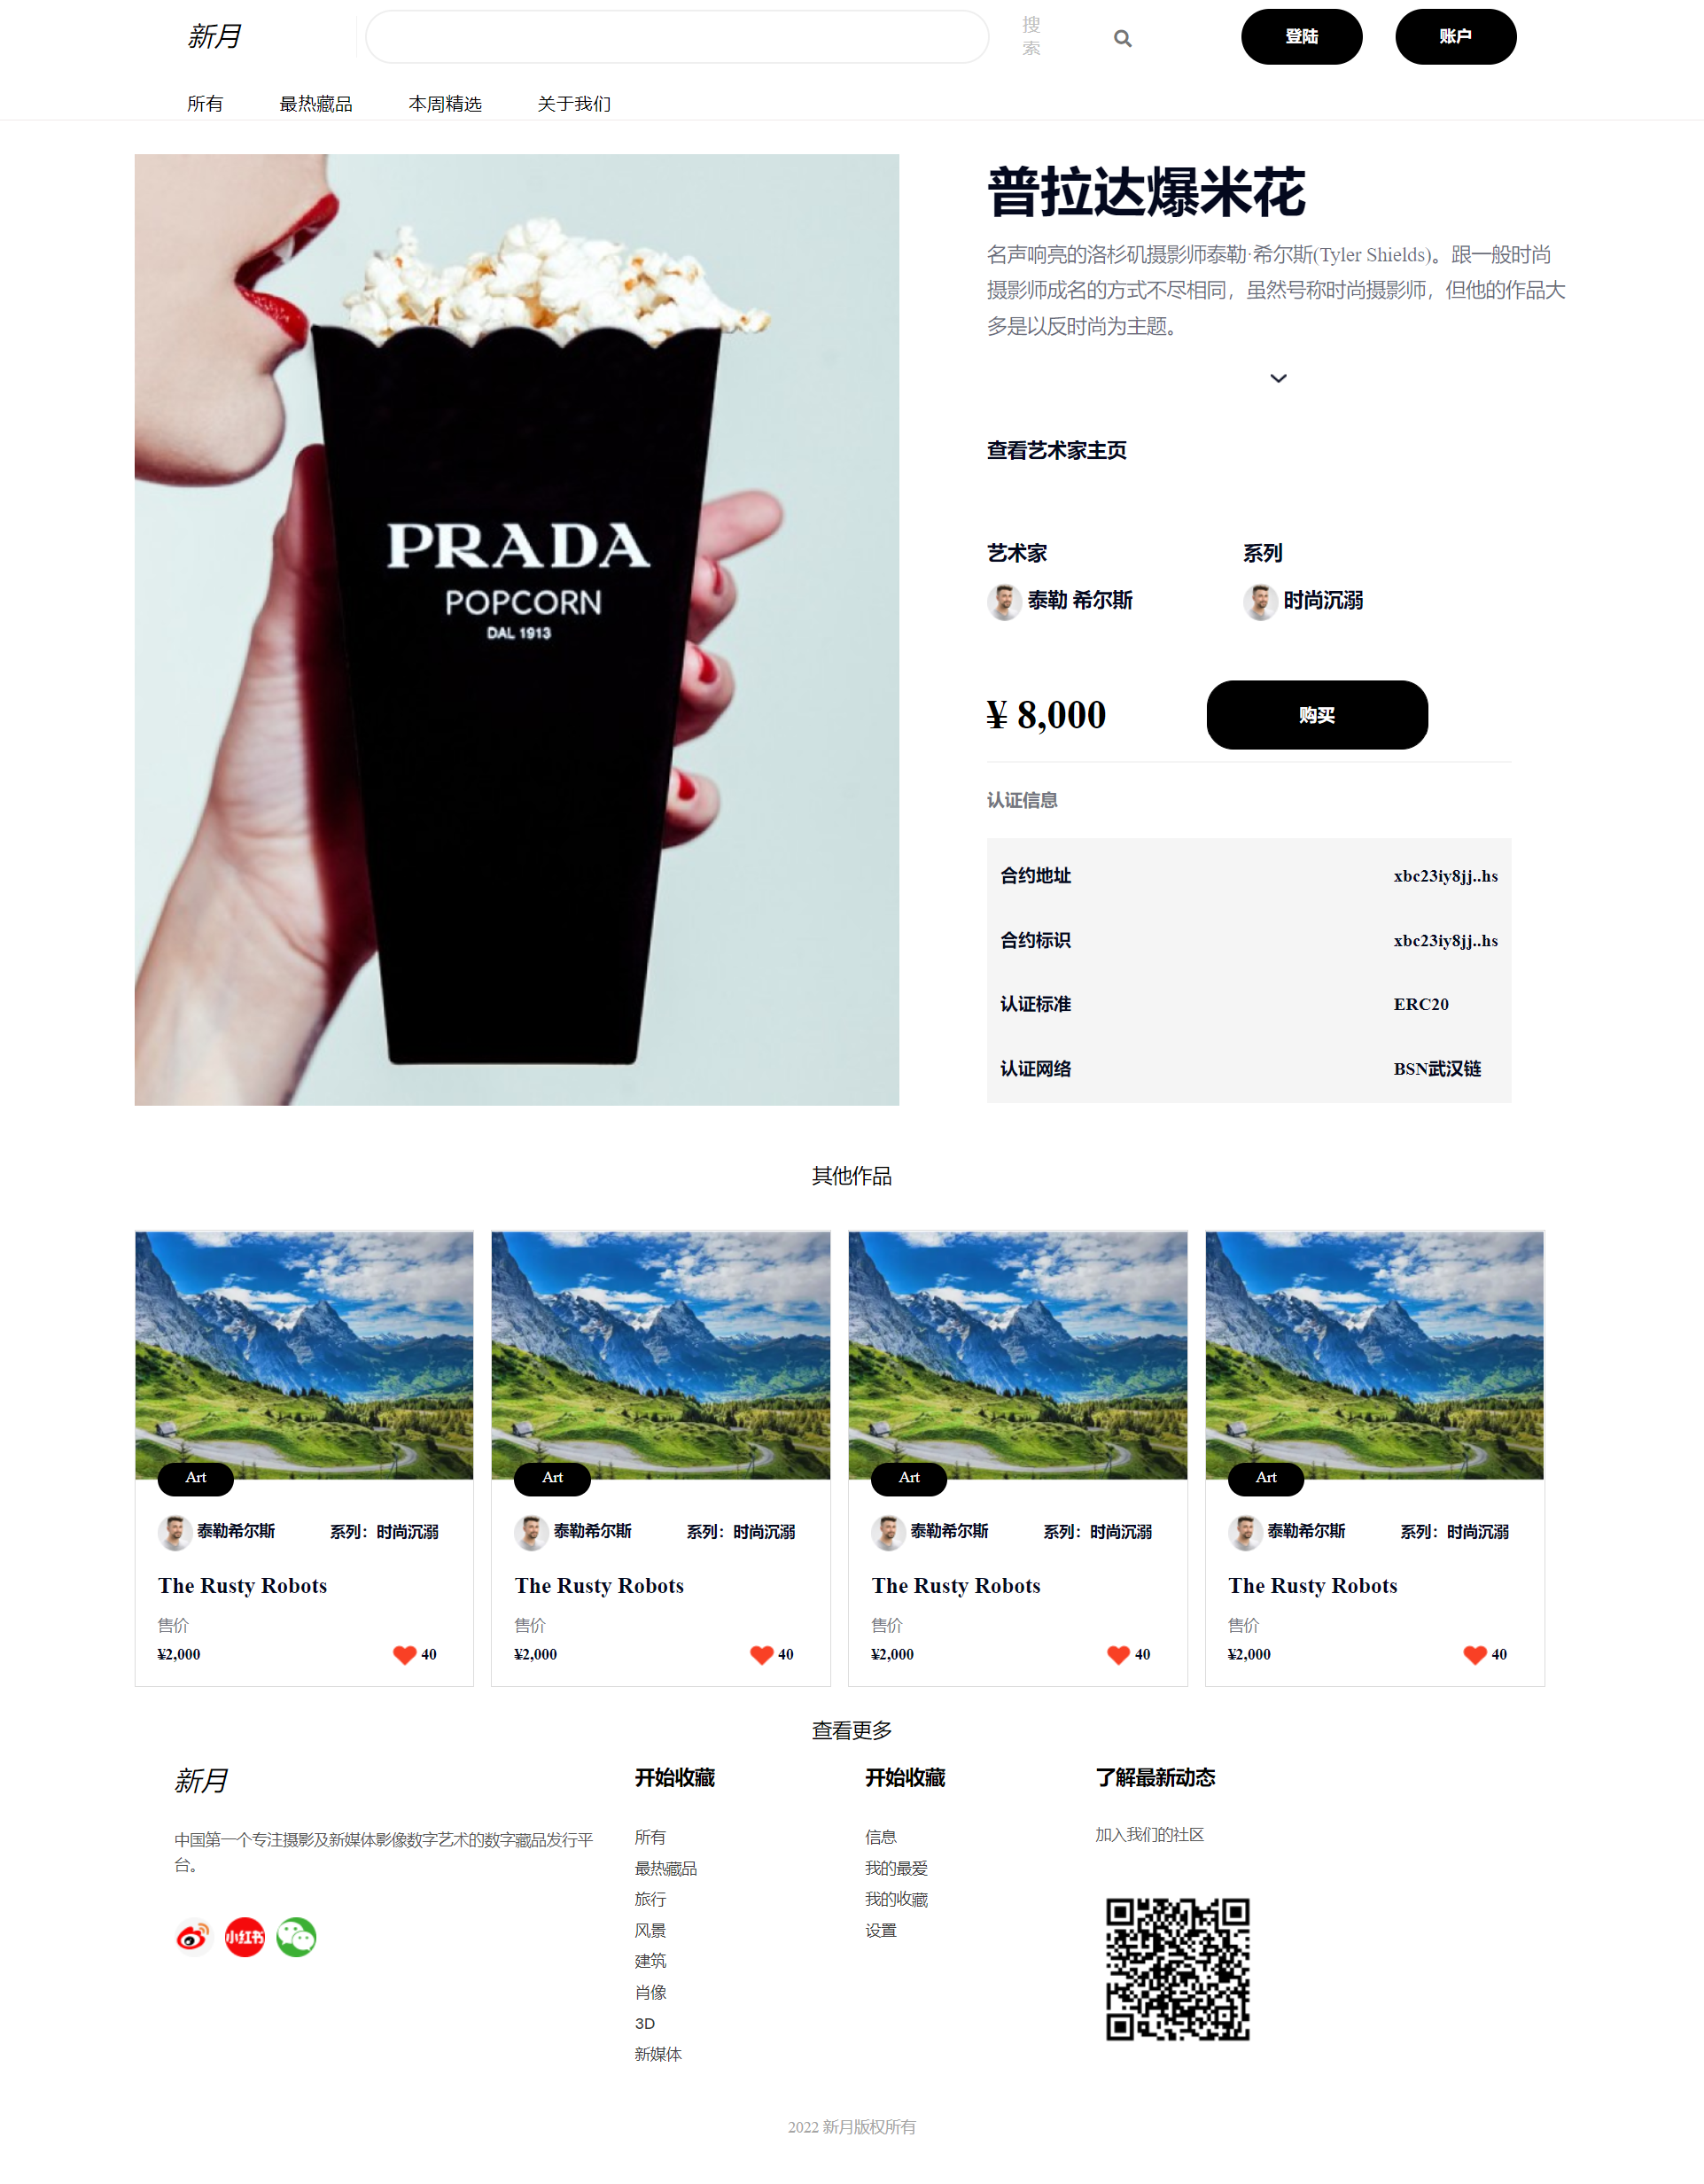 新月
搜
索
登陆
账户
所有
最热藏品
本周精选
关于我们
PRADA
POPCORN
DAL 1913
普拉达爆米花
名声响亮的洛杉矶摄影师泰勒·希尔斯(Tyler Shields)。跟一般时尚
摄影师成名的方式不尽相同，虽然号称时尚摄影师，但他的作品大
多是以反时尚为主题。
查看艺术家主页
艺术家
系列
泰勒 希尔斯
时尚沉溺
¥ 8,000
购买
认证信息
合约地址
xbc23iy8jj..hs
合约标识
xbc23iy8jj..hs
认证标准
ERC20
认证网络
BSN武汉链
其他作品
Art
泰勒希尔斯
系列：时尚沉溺
The Rusty Robots
售价
¥2,000
40
Art
泰勒希尔斯
系列：时尚沉溺
The Rusty Robots
售价
¥2,000
40
Art
泰勒希尔斯
系列：时尚沉溺
The Rusty Robots
售价
¥2,000
40
Art
泰勒希尔斯
系列：时尚沉溺
The Rusty Robots
售价
¥2,000
40
查看更多
新月
中国第一个专注摄影及新媒体影像数字艺术的数字藏品发行平
台。
小红书
开始收藏
所有
最热藏品
旅行
风景
建筑
肖像
3D
新媒体
开始收藏
信息
我的最爱
我的收藏
设置
了解最新动态
加入我们的社区
2022 新月版权所有